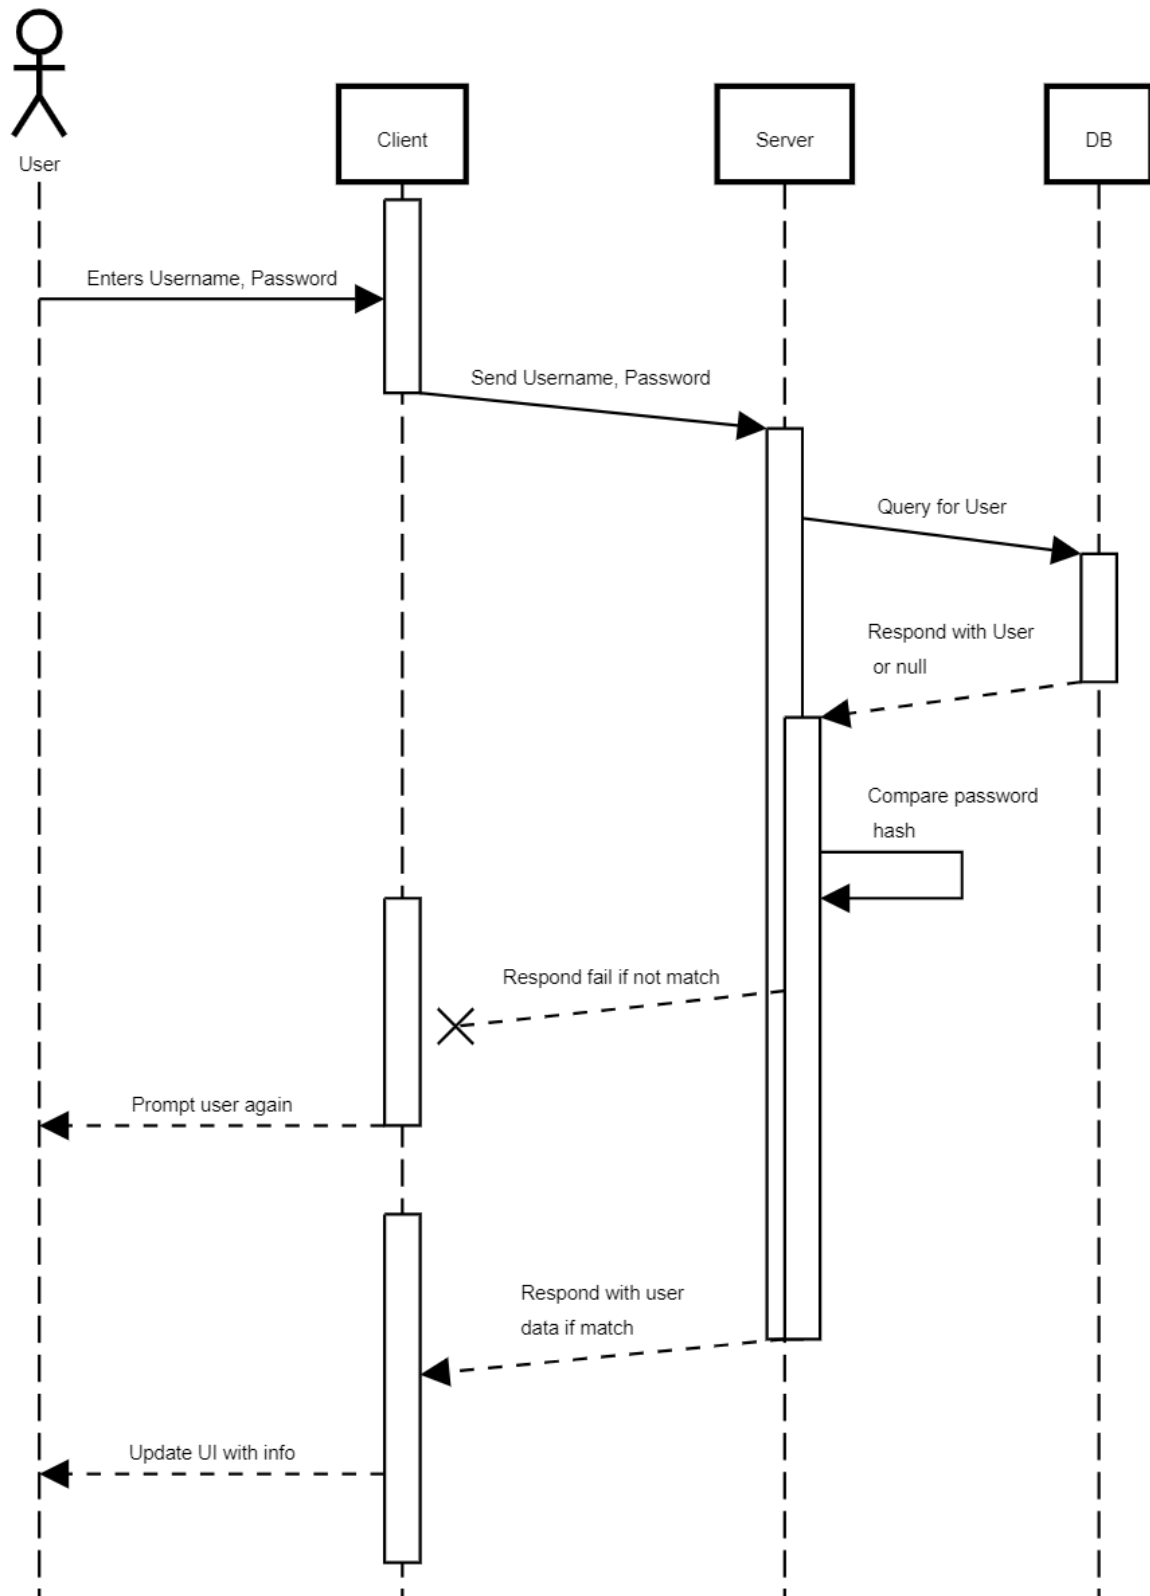 User
Client
Server
DB
Enters Username, Password
Send Username, Password
Query for User
Respond with User
or null
Compare password
hash
Respond fail if not match
Prompt user again
Respond with user
data if match
Update UI with info